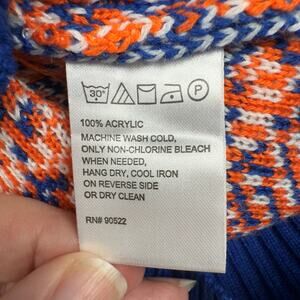 30°
P
100% ACRYLIC
MACHINE WASH COLD,
ONLY NON-CHLORINE BLEACH
WHEN NEEDED,
HANG DRY, COOL IRON
ON REVERSE SIDE
OR DRY CLEAN
RN# 90522